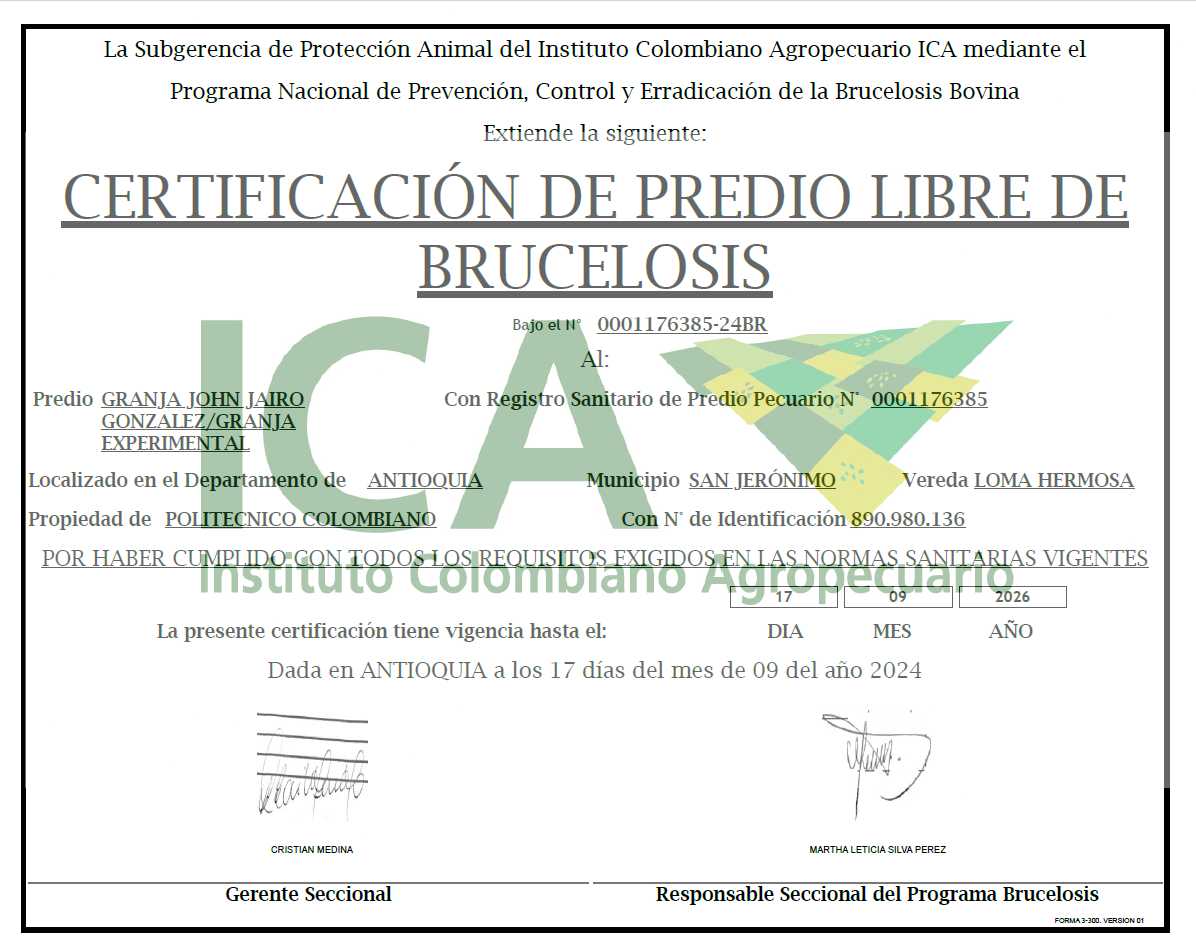 La Subgerencia de Protección Animal del Instituto Colombiano Agropecuario ICA mediante el
Programa Nacional de Prevención, Control y Erradicación de la Brucelosis Bovina
Extiende la siguiente:
CERTIFICACIÓN DE PREDIO LIBRE DE
BRUCELOSIS
Bajo el N° 0001176385-24BR
Al:
ICA
Predio GRANJA JOHN JAIRO Con Registro Sanitario de Predio Pecuario N° 0001176385
GONZALEZ/GRANJA
EXPERIMENTAL
Localizado en el Departamento de ANTIOQUIA Municipio SAN JERÓNIMO Vereda LOMA HERMOSA
Propiedad de POLITECNICO COLOMBIANO Con N° de Identificación 890.980.136
POR HABER CUMPLIDO CON TODOS LOS REQUISITOS EXIGIDOS EN LAS NORMAS SANITARIAS VIGENTES
Instituto Colombiano Agropecuario
17 09 2026
La presente certificación tiene vigencia hasta el: DIA MES AÑO
Dada en ANTIOQUIA a los 17 días del mes de 09 del año 2024
CRISTIAN MEDINA MARTHA LETICIA SILVA PEREZ
Gerente Seccional Responsable Seccional del Programa Brucelosis
FORMA 3-300. VERSION 01